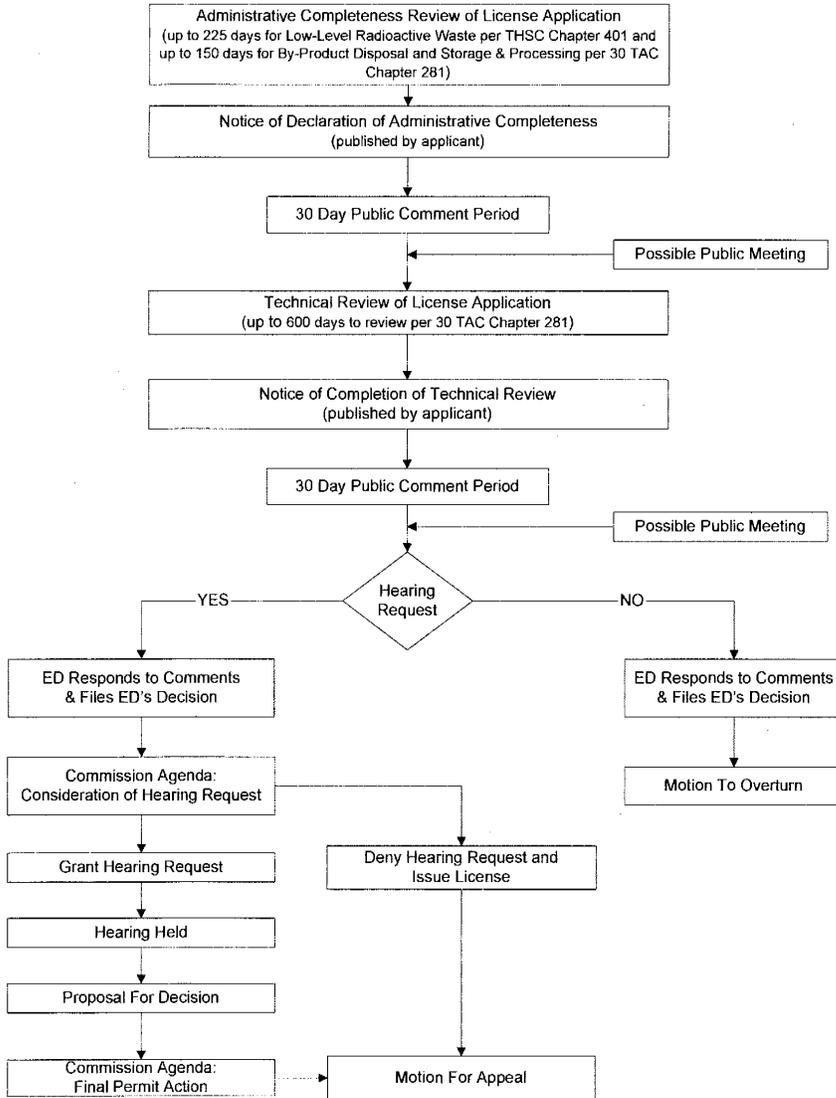 Administrative Completeness Review of License Application
(up to 225 days for Low-Level Radioactive Waste per THSC Chapter 401 and
up to 150 days for By-Product Disposal and Storage & Processing per 30 TAC
Chapter 281)
Notice of Declaration of Administrative Completeness
(published by applicant)
30 Day Public Comment Period
Possible Public Meeting
Technical Review of License Application
(up to 600 days to review per 30 TAC Chapter 281)
Notice of Completion of Technical Review
(published by applicant)
30 Day Public Comment Period
Possible Public Meeting
Hearing
Request
YES
NO
ED Responds to Comments
& Files ED's Decision
ED Responds to Comments
& Files ED's Decision
Commission Agenda:
Consideration of Hearing Request
Motion To Overturn
Grant Hearing Request
Deny Hearing Request and
Issue License
Hearing Held
Proposal For Decision
Commission Agenda:
Final Permit Action
Motion For Appeal